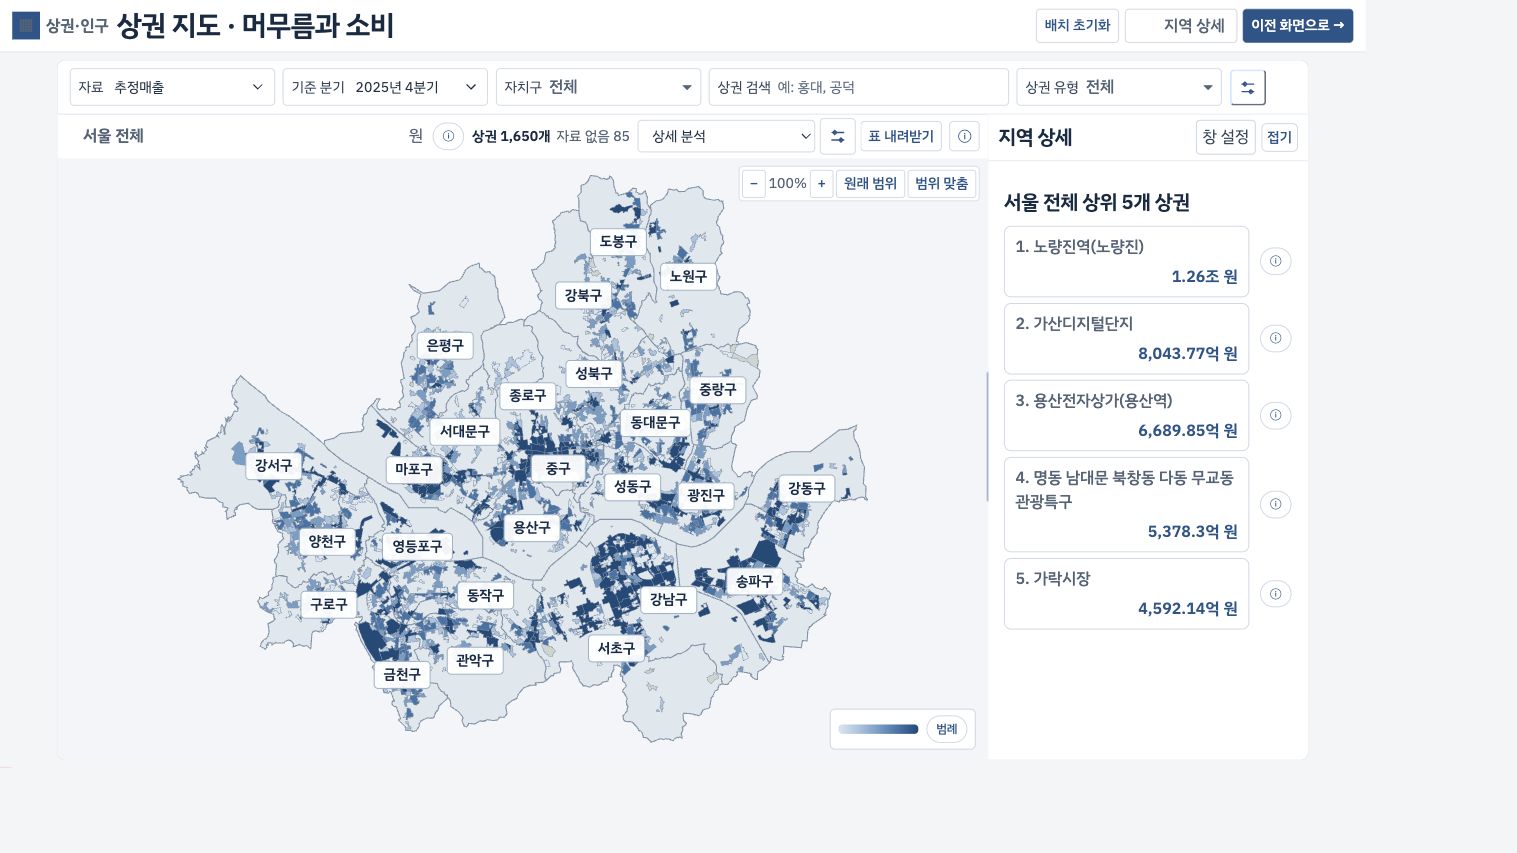 상권·인구 상권 지도 · 머무름과 소비
배치 초기화
지역 상세
이전 화면으로 →
자료 추정매출
기준 분기 2025년 4분기
자치구 전체
상권 검색 예: 홍대, 공덕
상권 유형 전체
서울 전체
원
상권 1,650개 자료 없음 85
상세 분석
표 내려받기
지역 상세
창 설정
접기
− 100% +
원래 범위
범위 맞춤
도봉구
노원구
강북구
은평구
성북구
중랑구
종로구
동대문구
서대문구
강서구
마포구
중구
성동구
광진구
강동구
용산구
양천구
영등포구
송파구
동작구
강남구
구로구
서초구
관악구
금천구
범례
서울 전체 상위 5개 상권
1. 노량진역(노량진)
1.26조 원
2. 가산디지털단지
8,043.77억 원
3. 용산전자상가(용산역)
6,689.85억 원
4. 명동 남대문 북창동 다동 무교동
관광특구
5,378.3억 원
5. 가락시장
4,592.14억 원